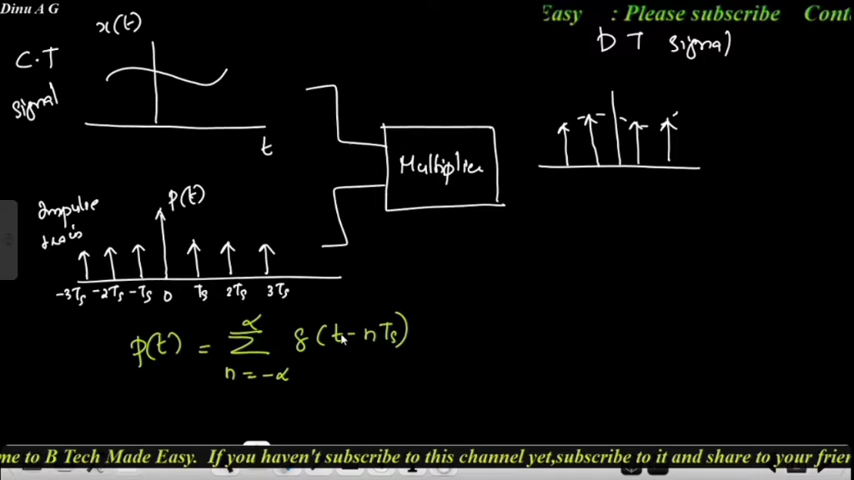 Dinu A G
Easy : Please subscribe Cont
x(t)
C.T
signal
t
D T signal
Multiplier
Impulse
train
P(t)
-3Ts -2Ts -Ts 0 Ts 2Ts 3Ts
p(t) = Σ δ(t - nTs)
α
n = -α
me to B Tech Made Easy. If you haven't subscribe to this channel yet,subscribe to it and share to your frien